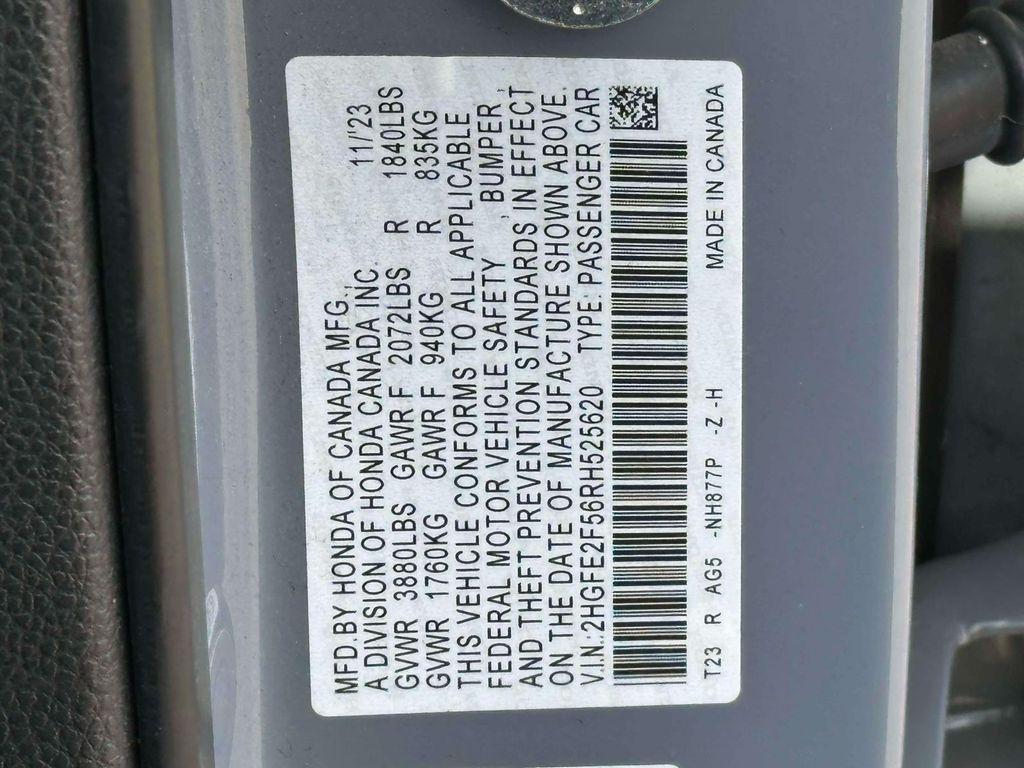 MFD.BY HONDA OF CANADA MFG., 11/'23
A DIVISION OF HONDA CANADA INC.
GVWR 3880LBS GAWR F 2072LBS R 1840LBS
GVWR 1760KG GAWR F 940KG R 835KG
THIS VEHICLE CONFORMS TO ALL APPLICABLE
FEDERAL MOTOR VEHICLE SAFETY , BUMPER ,
AND THEFT PREVENTION STANDARDS IN EFFECT
ON THE DATE OF MANUFACTURE SHOWN ABOVE.
V.I.N.:2HGFE2F56RH525620 TYPE: PASSENGER CAR
T23 R AG5 -NH877P -Z -H MADE IN CANADA